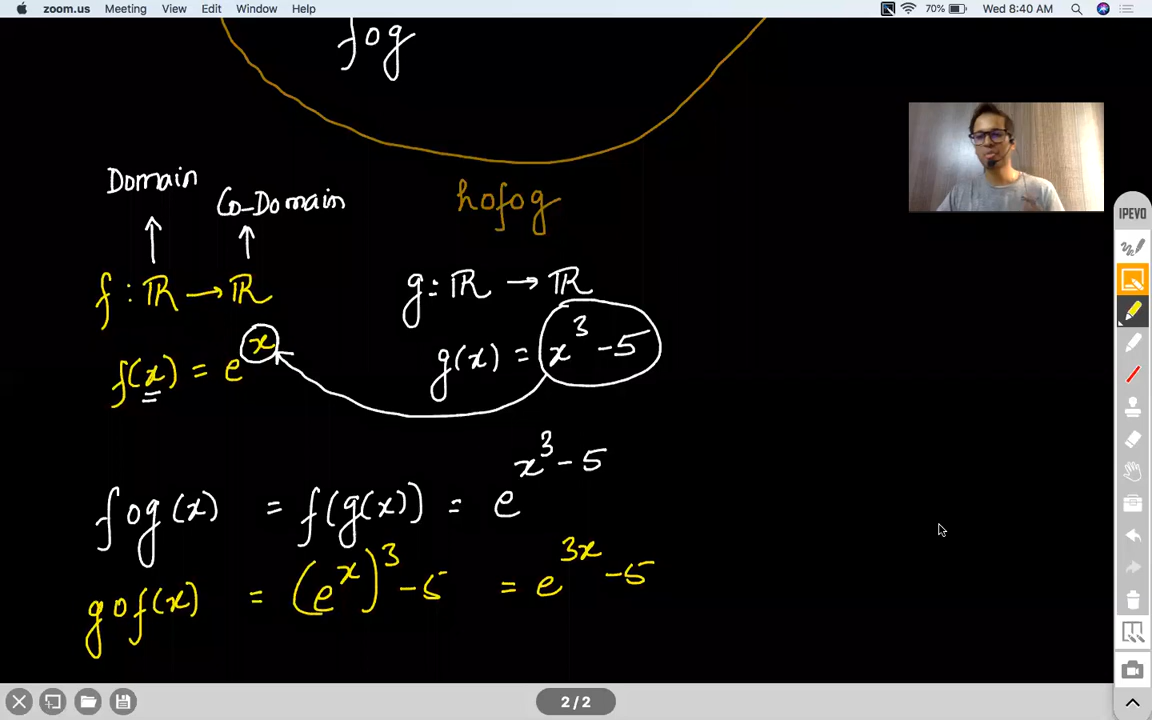 zoom.us Meeting View Edit Window Help 70% Wed 8:40 AM
fog
Domain
Co-Domain
hofog
IPEVO
f : ℝ → ℝ
g: ℝ → ℝ
f(x) = e^x
g(x) = x^3 - 5
fog(x) = f(g(x)) = e^{x^3-5}
gof(x) = (e^x)^3 - 5 = e^{3x} - 5
2/2